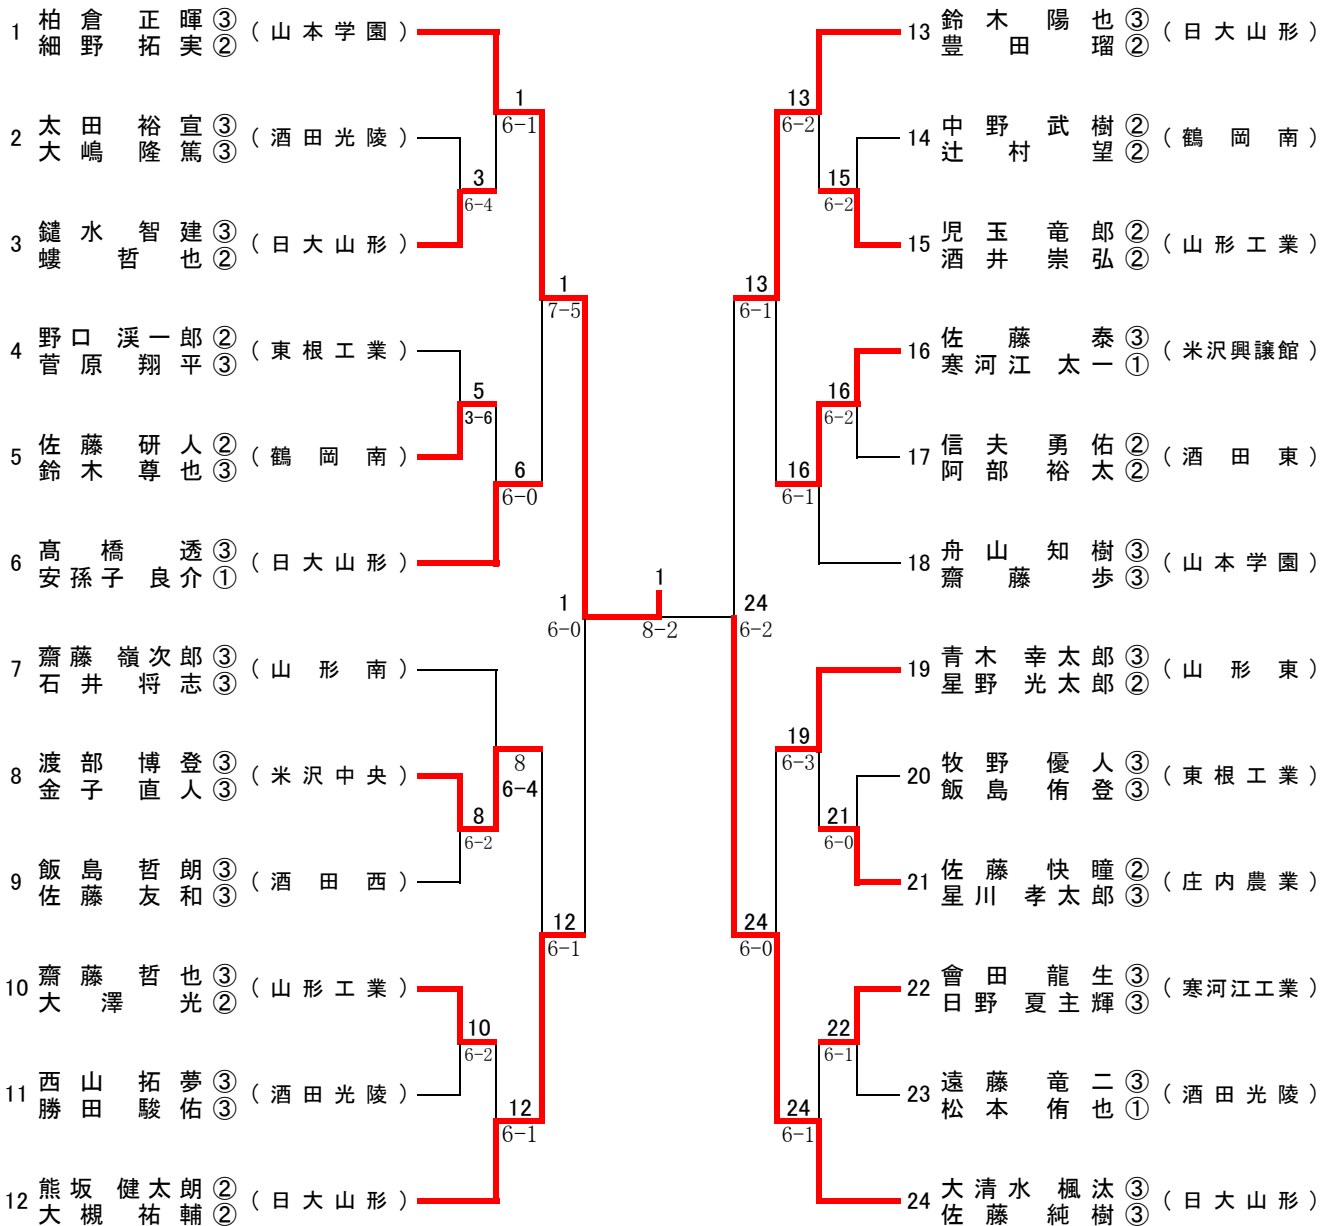 1 柏倉 正暉 ③ (山本学園)
細野 拓実 ②
2 太田 裕宣 ③ (酒田光陵)
大嶋 隆篤 ③
3 鑓水 智建 ③ (日大山形)
螻 哲也 ②
4 野口 渓一郎 ② (東根工業)
菅原 翔平 ③
5 佐藤 研人 ② (鶴岡南)
鈴木 尊也 ③
6 髙橋 透 ③ (日大山形)
安孫子 良介 ①
7 齋藤 嶺次郎 ③ (山形南)
石井 将志 ③
8 渡部 博登 ③ (米沢中央)
金子 直人 ③
9 飯島 哲朗 ③ (酒田西)
佐藤 友和 ③
10 齋藤 哲也 ③ (山形工業)
大澤 光 ②
11 西山 拓夢 ③ (酒田光陵)
勝田 駿佑 ③
12 熊坂 健太朗 ② (日大山形)
大槻 祐輔 ②
3
6-4
5
3-6
8
6-2
10
6-2
1
6-1
6
6-0
8
6-4
12
6-1
1
7-5
12
6-1
1
6-0
1
8-2
24
6-2
13
6-1
24
6-0
13
6-2
16
6-1
19
6-3
24
6-1
15
6-2
16
6-2
21
6-0
22
6-1
13 鈴木 陽也 ③ (日大山形)
豊田 瑠 ②
14 中野 武樹 ② (鶴岡南)
辻村 望 ②
15 児玉 竜郎 ② (山形工業)
酒井 崇弘 ②
16 佐藤 泰 ③ (米沢興譲館)
寒河江 太一 ①
17 信夫 勇佑 ② (酒田東)
阿部 裕太 ②
18 舟山 知樹 ③ (山本学園)
齋藤 歩 ③
19 青木 幸太郎 ③ (山形東)
星野 光太郎 ②
20 牧野 優人 ③ (東根工業)
飯島 侑登 ③
21 佐藤 快瞳 ② (庄内農業)
星川 孝太郎 ③
22 會田 龍生 ③ (寒河江工業)
日野 夏主輝 ③
23 遠藤 竜二 ③ (酒田光陵)
松本 侑也 ①
24 大清水 楓汰 ③ (日大山形)
佐藤 純樹 ③